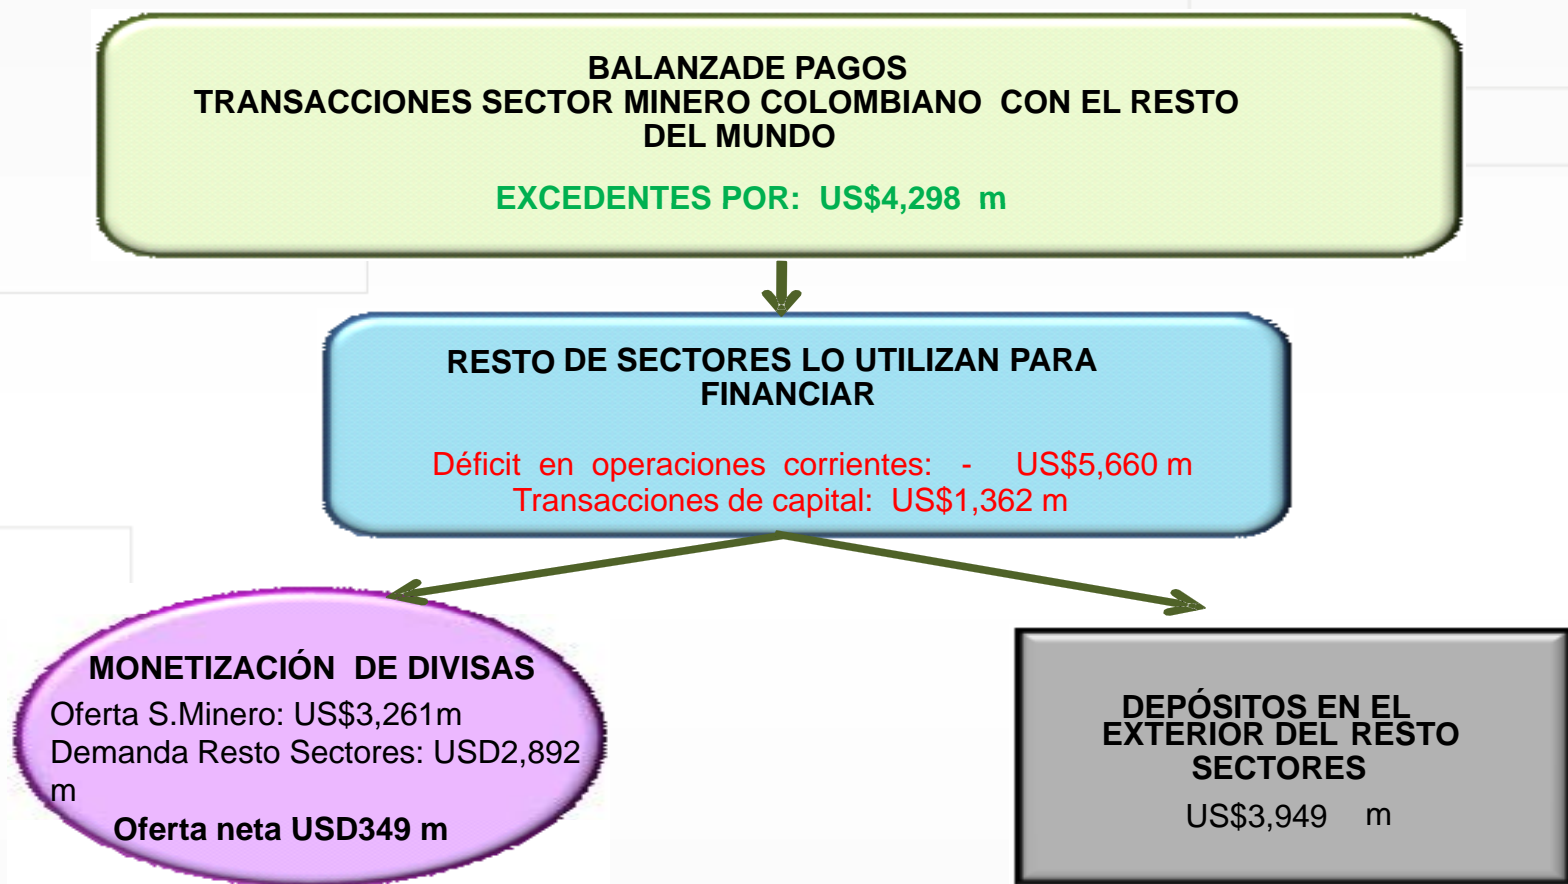 BALANZADE PAGOS
TRANSACCIONES SECTOR MINERO COLOMBIANO CON EL RESTO
DEL MUNDO
EXCEDENTES POR: US$4,298 m
RESTO DE SECTORES LO UTILIZAN PARA
FINANCIAR
Déficit en operaciones corrientes: - US$5,660 m
Transacciones de capital: US$1,362 m
MONETIZACIÓN DE DIVISAS
Oferta S.Minero: US$3,261m
Demanda Resto Sectores: USD2,892
m
Oferta neta USD349 m
DEPÓSITOS EN EL
EXTERIOR DEL RESTO
SECTORES
US$3,949 m